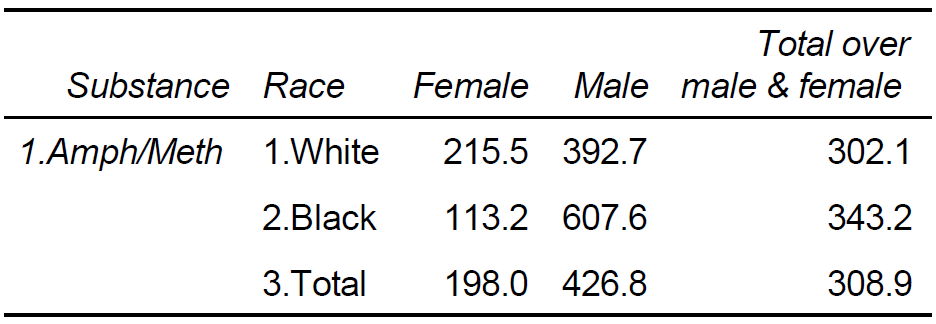 Total over
Substance Race Female Male male & female
1.Amph/Meth 1.White 215.5 392.7 302.1
2.Black 113.2 607.6 343.2
3.Total 198.0 426.8 308.9